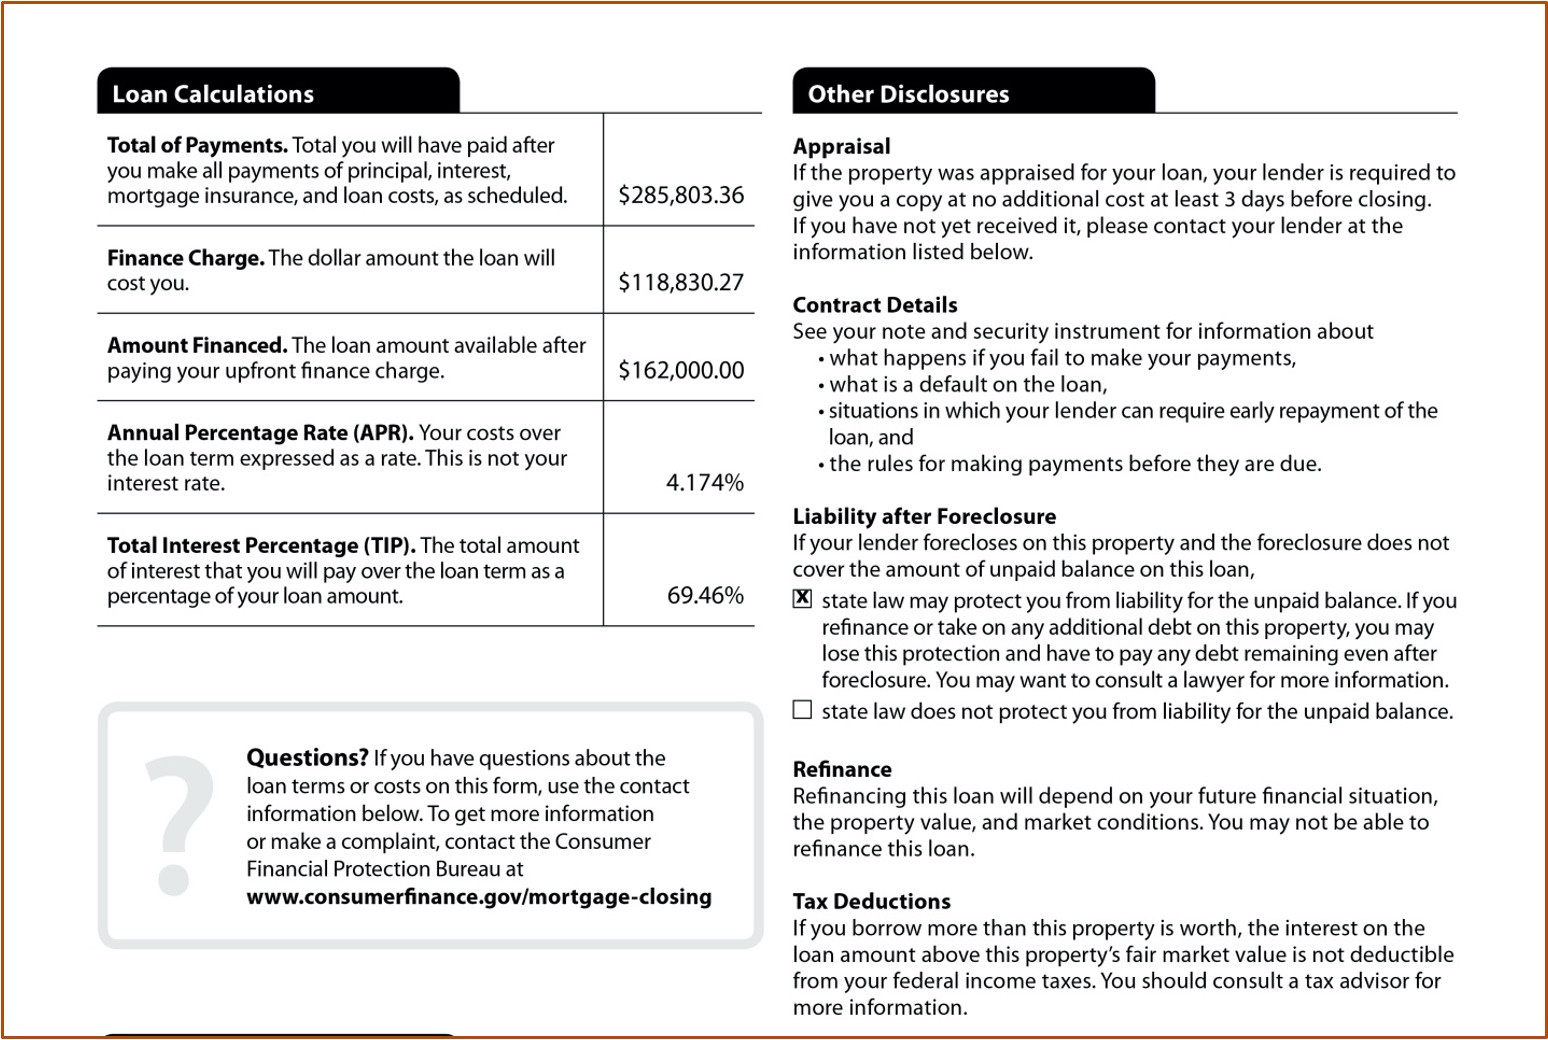 Loan Calculations
Total of Payments. Total you will have paid after
you make all payments of principal, interest,
mortgage insurance, and loan costs, as scheduled.
$285,803.36
Finance Charge. The dollar amount the loan will
cost you.
$118,830.27
Amount Financed. The loan amount available after
paying your upfront finance charge.
$162,000.00
Annual Percentage Rate (APR). Your costs over
the loan term expressed as a rate. This is not your
interest rate.
4.174%
Total Interest Percentage (TIP). The total amount
of interest that you will pay over the loan term as a
percentage of your loan amount.
69.46%
?
Questions? If you have questions about the
loan terms or costs on this form, use the contact
information below. To get more information
or make a complaint, contact the Consumer
Financial Protection Bureau at
www.consumerfinance.gov/mortgage-closing
Other Disclosures
Appraisal
If the property was appraised for your loan, your lender is required to
give you a copy at no additional cost at least 3 days before closing.
If you have not yet received it, please contact your lender at the
information listed below.
Contract Details
See your note and security instrument for information about
• what happens if you fail to make your payments,
• what is a default on the loan,
• situations in which your lender can require early repayment of the
loan, and
• the rules for making payments before they are due.
Liability after Foreclosure
If your lender forecloses on this property and the foreclosure does not
cover the amount of unpaid balance on this loan,
x state law may protect you from liability for the unpaid balance. If you
refinance or take on any additional debt on this property, you may
lose this protection and have to pay any debt remaining even after
foreclosure. You may want to consult a lawyer for more information.
state law does not protect you from liability for the unpaid balance.
Refinance
Refinancing this loan will depend on your future financial situation,
the property value, and market conditions. You may not be able to
refinance this loan.
Tax Deductions
If you borrow more than this property is worth, the interest on the
loan amount above this property's fair market value is not deductible
from your federal income taxes. You should consult a tax advisor for
more information.